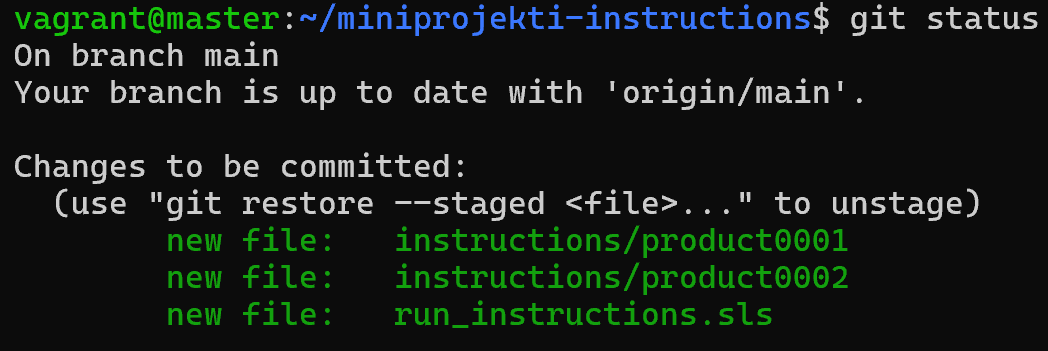 vagrant@master:~/miniprojekti-instructions$ git status
On branch main
Your branch is up to date with 'origin/main'.

Changes to be committed:
  (use "git restore --staged <file>..." to unstage)
        new file:   instructions/product0001
        new file:   instructions/product0002
        new file:   run_instructions.sls